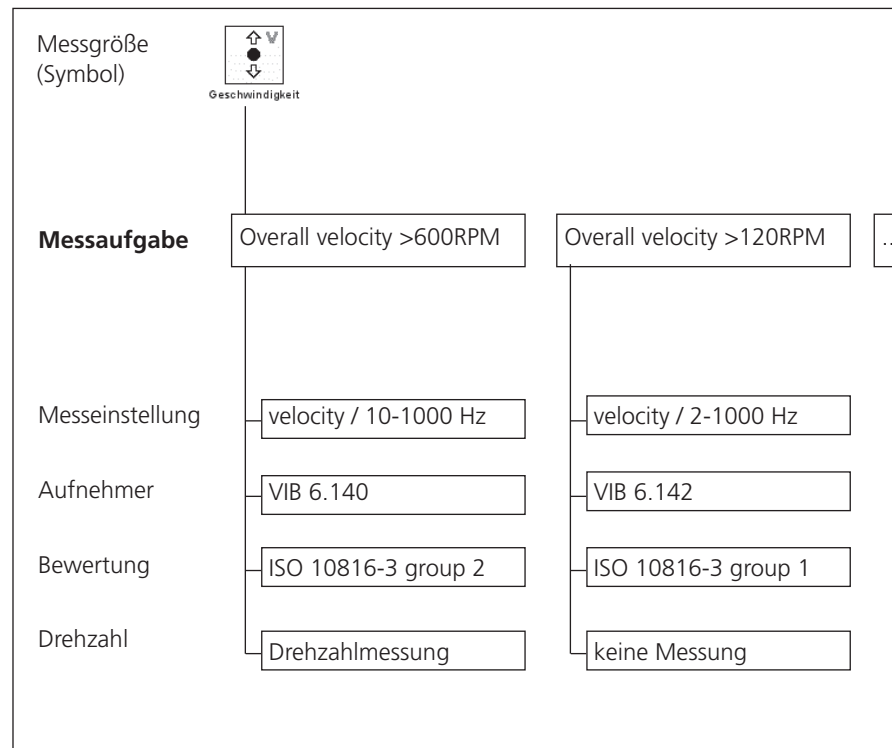 Messgröße
(Symbol)
V
Geschwindigkeit
Messaufgabe
Overall velocity >600RPM
Overall velocity >120RPM
..
Messeinstellung
velocity / 10-1000 Hz
velocity / 2-1000 Hz
Aufnehmer
VIB 6.140
VIB 6.142
Bewertung
ISO 10816-3 group 2
ISO 10816-3 group 1
Drehzahl
Drehzahlmessung
keine Messung